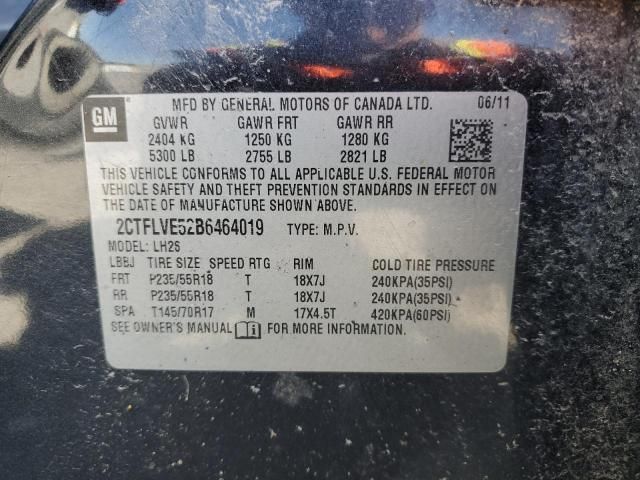 GM
MFD BY GENERAL MOTORS OF CANADA LTD. 06/11
GVWR GAWR FRT GAWR RR
2404 KG 1250 KG 1280 KG
5300 LB 2755 LB 2821 LB
THIS VEHICLE CONFORMS TO ALL APPLICABLE U.S. FEDERAL MOTOR
VEHICLE SAFETY AND THEFT PREVENTION STANDARDS IN EFFECT ON
THE DATE OF MANUFACTURE SHOWN ABOVE.
2CTFLVE52B6464019 TYPE: M.P.V.
MODEL: LH26
LBBJ TIRE SIZE SPEED RTG RIM COLD TIRE PRESSURE
FRT P235/55R18 T 18X7J 240KPA(35PSI)
RR P235/55R18 T 18X7J 240KPA(35PSI)
SPA T145/70R17 M 17X4.5T 420KPA(60PSI)
SEE OWNER'S MANUAL FOR MORE INFORMATION.